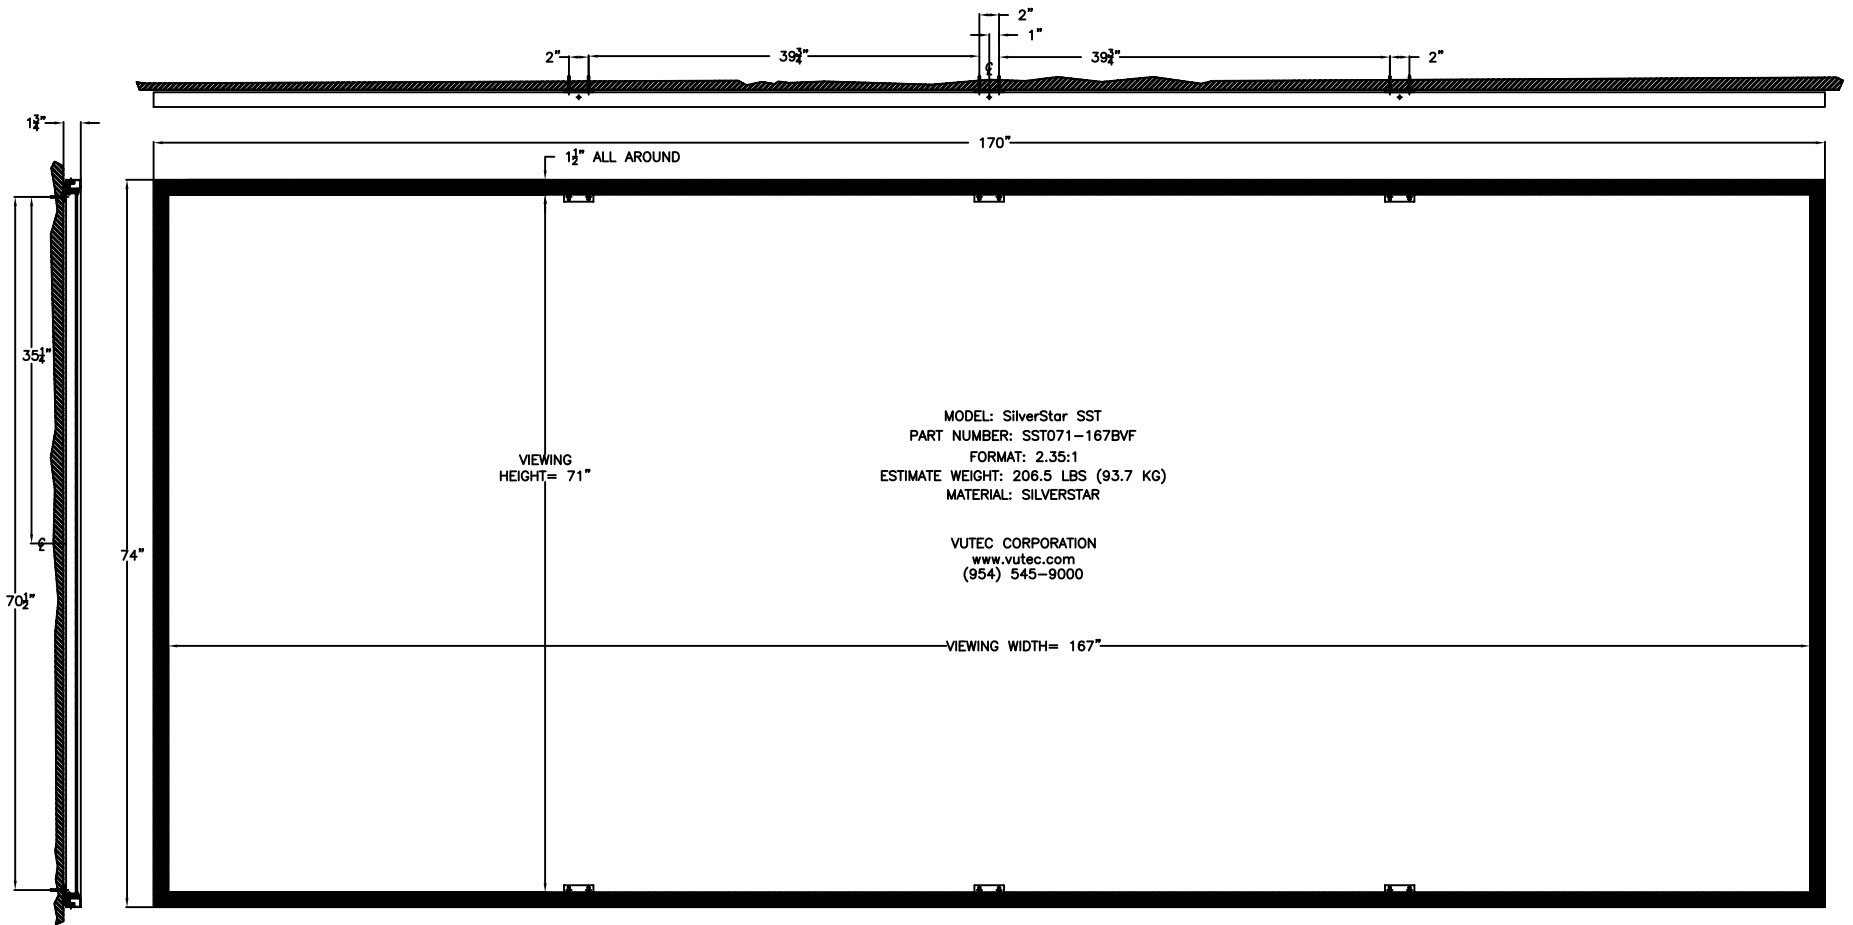 2"
1"
2"
39¾"
℄
39¾"
2"
1¾"
170"
1½" ALL AROUND
35¼"
MODEL: SilverStar SST
PART NUMBER: SST071-167BVF
FORMAT: 2.35:1
ESTIMATE WEIGHT: 206.5 LBS (93.7 KG)
MATERIAL: SILVERSTAR
VIEWING
HEIGHT= 71"
℄
VUTEC CORPORATION
www.vutec.com
(954) 545-9000
74"
70½"
VIEWING WIDTH= 167"